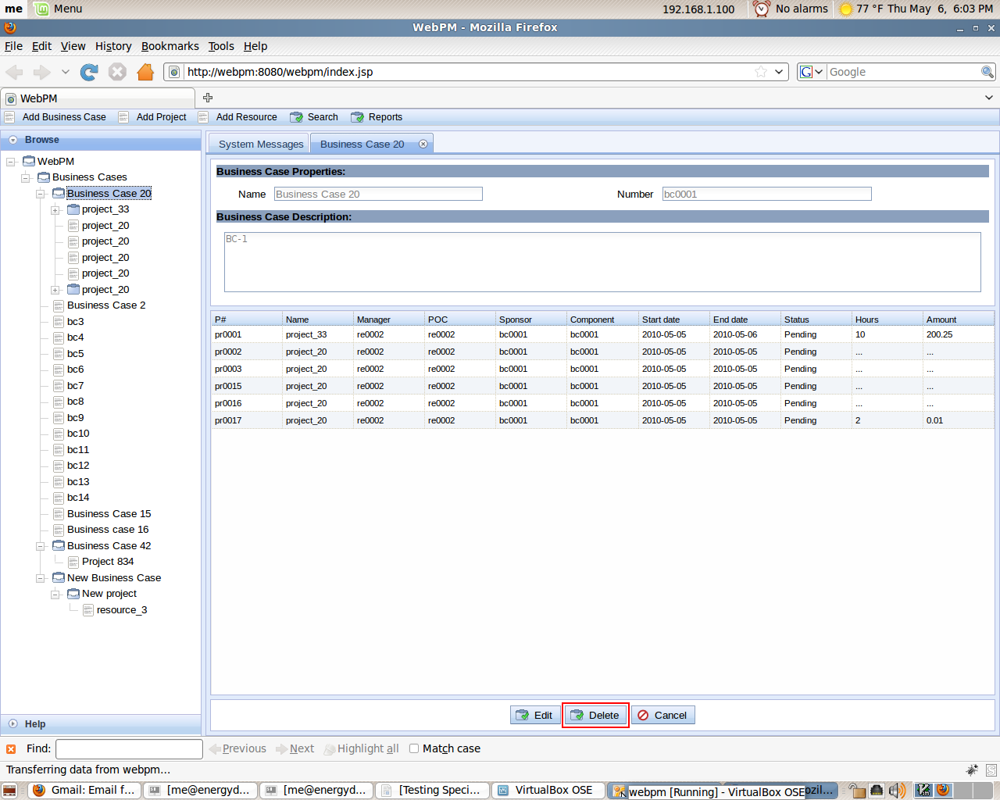 me Menu 192.168.1.100 No alarms 77 °F Thu May 6, 6:03 PM
WebPM - Mozilla Firefox
File Edit View History Bookmarks Tools Help
http://webpm:8080/webpm/index.jsp Google
WebPM
Add Business Case Add Project Add Resource Search Reports
Browse
WebPM
Business Cases
Business Case 20
project_33
project_20
project_20
project_20
project_20
project_20
Business Case 2
bc3
bc4
bc5
bc6
bc7
bc8
bc9
bc10
bc11
bc12
bc13
bc14
Business Case 15
Business case 16
Business Case 42
Project 834
New Business Case
New project
resource_3
Help
System Messages Business Case 20
Business Case Properties:
Name Business Case 20 Number bc0001
Business Case Description:
BC-1
P# Name Manager POC Sponsor Component Start date End date Status Hours Amount
pr0001 project_33 re0002 re0002 bc0001 bc0001 2010-05-05 2010-05-06 Pending 10 200.25
pr0002 project_20 re0002 re0002 bc0001 bc0001 2010-05-05 2010-05-05 Pending ... ...
pr0003 project_20 re0002 re0002 bc0001 bc0001 2010-05-05 2010-05-05 Pending ... ...
pr0015 project_20 re0002 re0002 bc0001 bc0001 2010-05-05 2010-05-05 Pending ... ...
pr0016 project_20 re0002 re0002 bc0001 bc0001 2010-05-05 2010-05-05 Pending ... ...
pr0017 project_20 re0002 re0002 bc0001 bc0001 2010-05-05 2010-05-05 Pending 2 0.01
Edit Delete Cancel
Find: Previous Next Highlight all Match case
Transferring data from webpm...
Gmail: Email f... [me@energyd... [me@energyd... [Testing Speci... VirtualBox OSE webpm [Running] - VirtualBox OSE ozil...